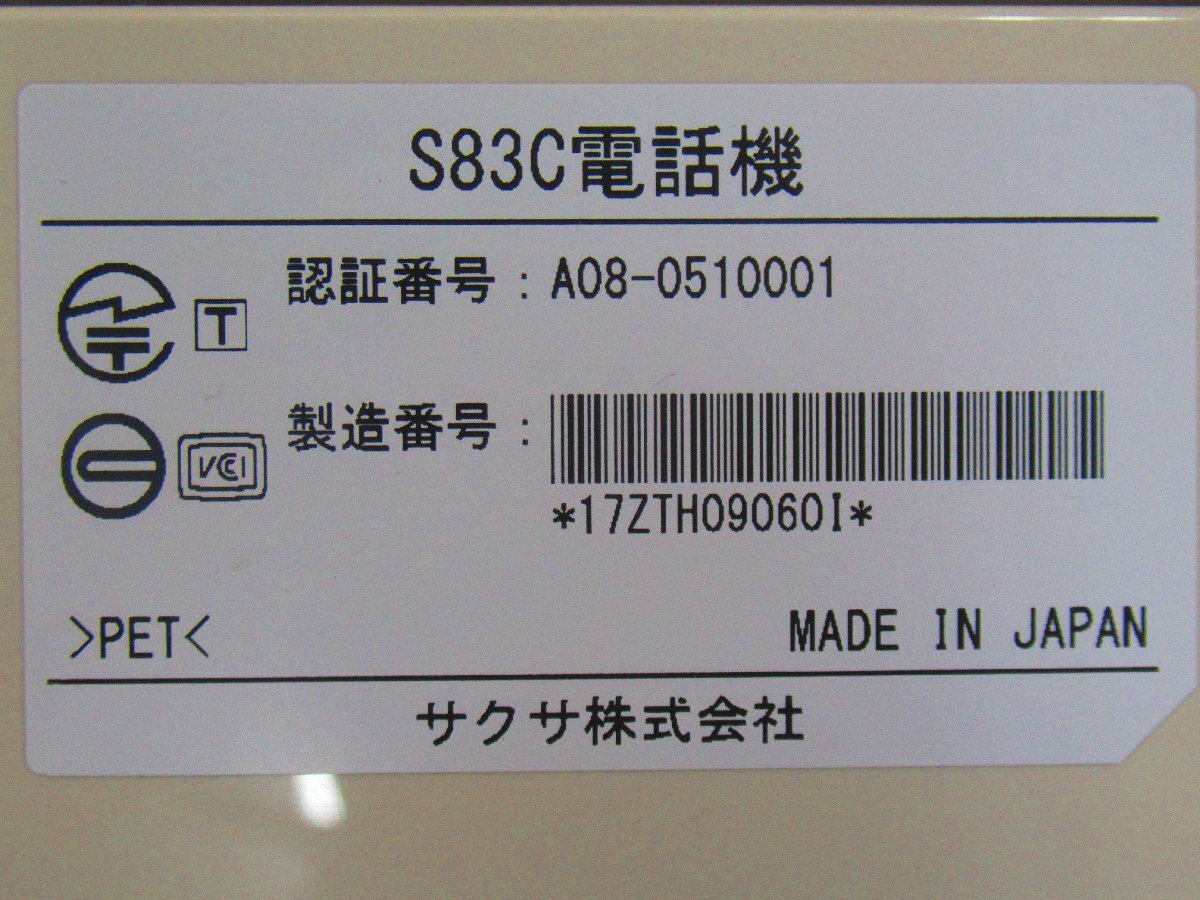 S83C電話機
認証番号：A08-0510001
T
製造番号：
VCI
*17ZTH09060I*
>PET<
MADE IN JAPAN
サクサ株式会社